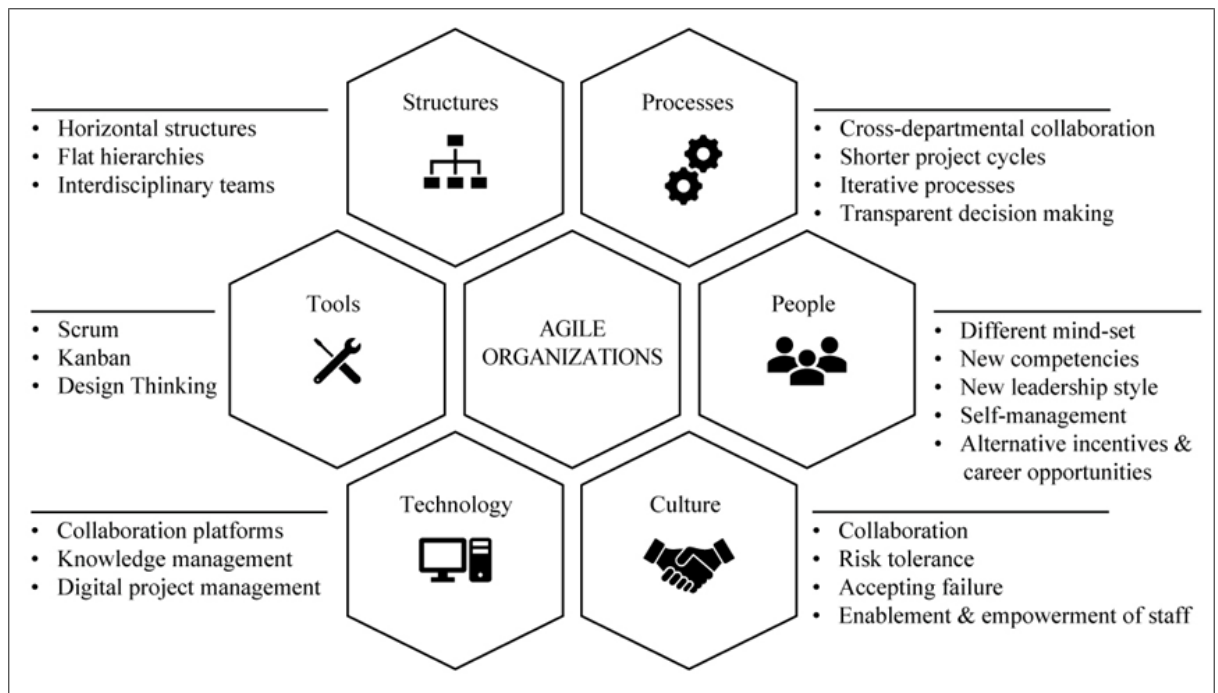 Structures
• Horizontal structures
• Flat hierarchies
• Interdisciplinary teams
Processes
• Cross-departmental collaboration
• Shorter project cycles
• Iterative processes
• Transparent decision making
Tools
• Scrum
• Kanban
• Design Thinking
AGILE
ORGANIZATIONS
People
• Different mind-set
• New competencies
• New leadership style
• Self-management
• Alternative incentives &
career opportunities
Technology
• Collaboration platforms
• Knowledge management
• Digital project management
Culture
• Collaboration
• Risk tolerance
• Accepting failure
• Enablement & empowerment of staff